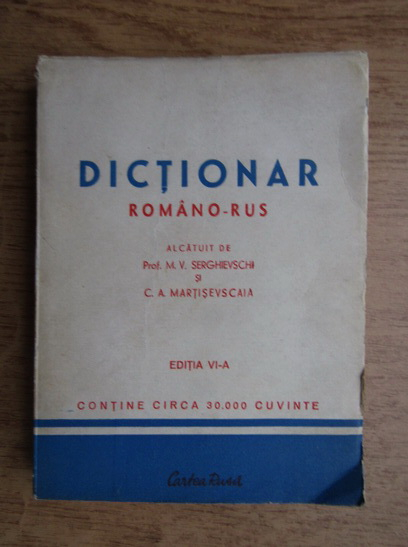 DICȚIONAR
ROMÂNO-RUS
ALCĂTUIT DE
Prof. M. V. SERGHIEVSCHI
ȘI
C. A. MARTIȘEVSCAIA
EDIȚIA VI-A
CONȚINE CIRCA 30.000 CUVINTE
Cartea Rusă